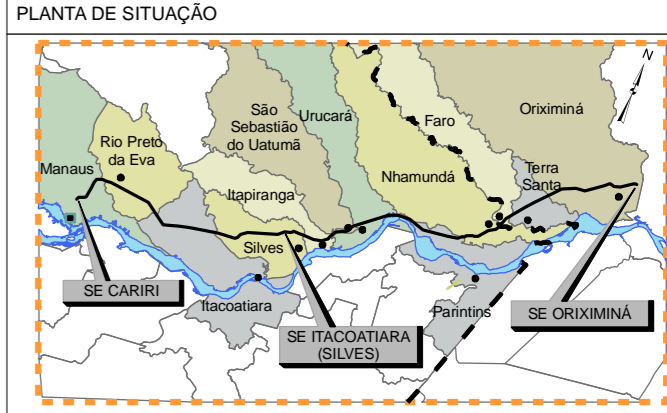 PLANTA DE SITUAÇÃO
N
Oriximiná
Faro
Urucará
São
Sebastião
do Uatumã
Rio Preto
da Eva
Manaus
Terra
Santa
Nhamundá
Itapiranga
Silves
SE CARIRI
Itacoatiara
SE ITACOATIARA
(SILVES)
Parintins
SE ORIXIMINÁ